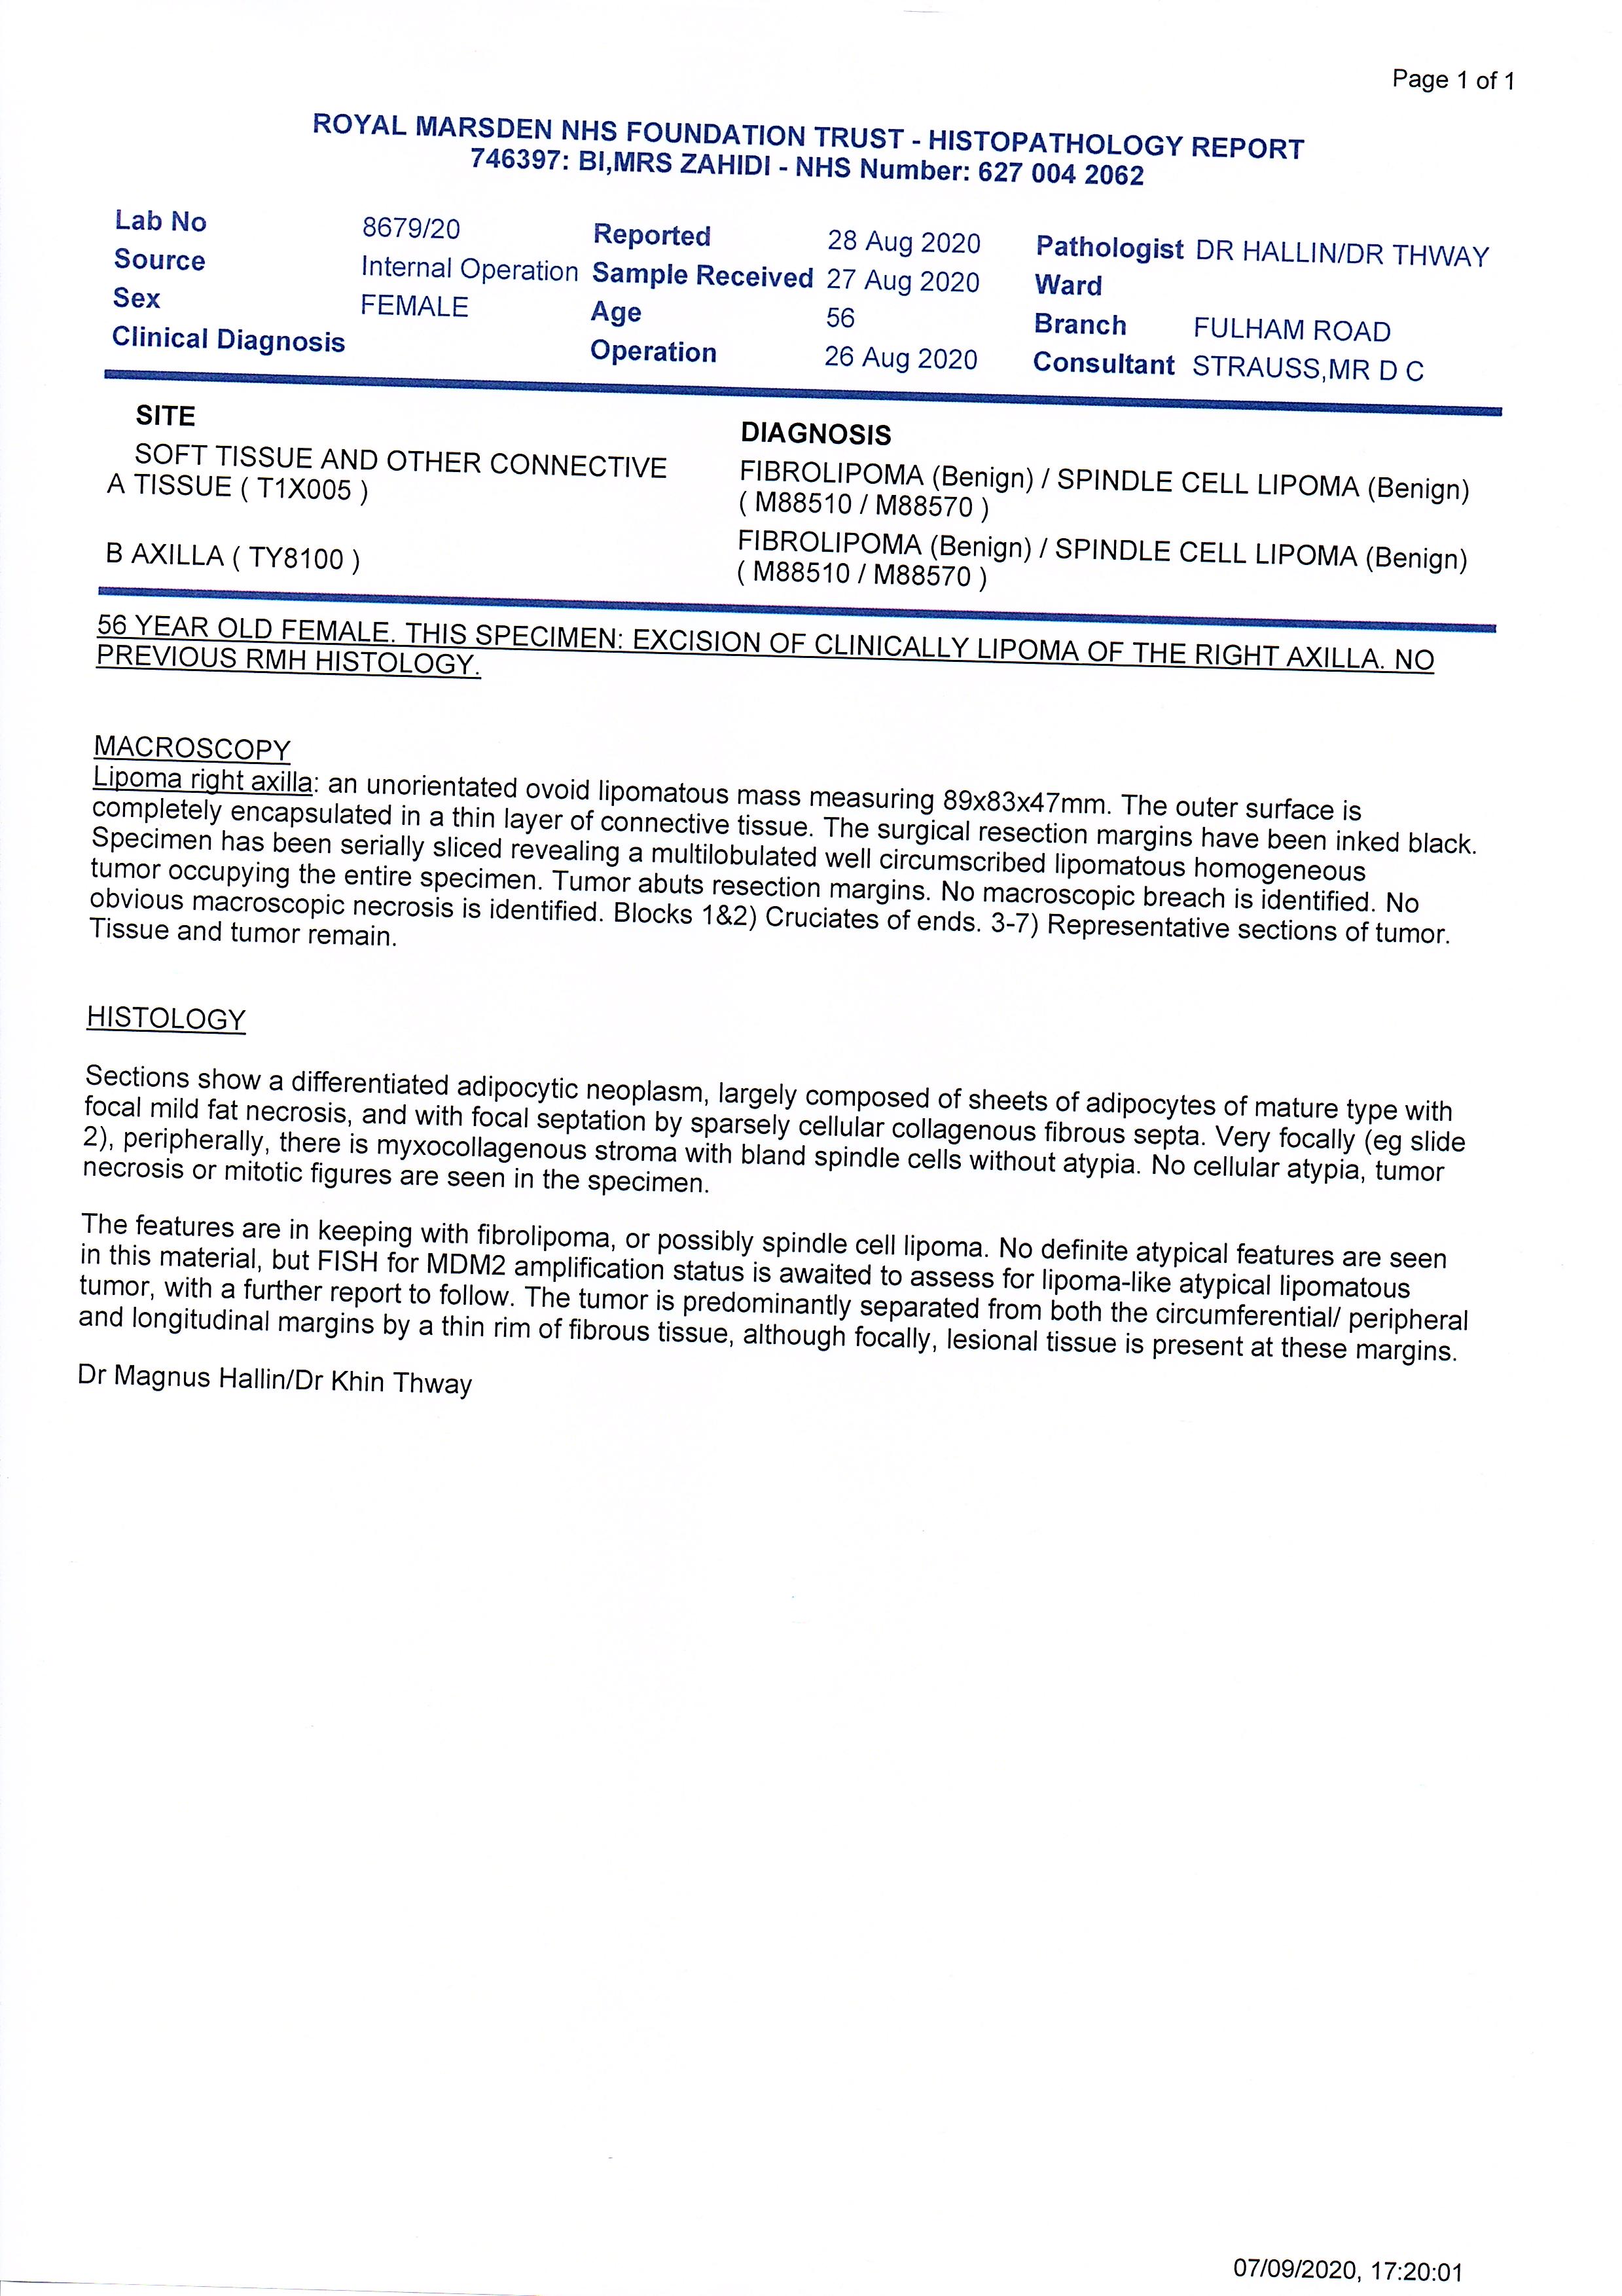 Page 1 of 1
ROYAL MARSDEN NHS FOUNDATION TRUST - HISTOPATHOLOGY REPORT
746397: BI,MRS ZAHIDI - NHS Number: 627 004 2062
Lab No 8679/20 Reported 28 Aug 2020 Pathologist DR HALLIN/DR THWAY
Source Internal Operation Sample Received 27 Aug 2020 Ward
Sex FEMALE Age 56 Branch FULHAM ROAD
Clinical Diagnosis Operation 26 Aug 2020 Consultant STRAUSS,MR D C
SITE DIAGNOSIS
SOFT TISSUE AND OTHER CONNECTIVE FIBROLIPOMA (Benign) / SPINDLE CELL LIPOMA (Benign)
A TISSUE ( T1X005 ) ( M88510 / M88570 )
B AXILLA ( TY8100 ) FIBROLIPOMA (Benign) / SPINDLE CELL LIPOMA (Benign)
( M88510 / M88570 )
56 YEAR OLD FEMALE. THIS SPECIMEN: EXCISION OF CLINICALLY LIPOMA OF THE RIGHT AXILLA. NO
PREVIOUS RMH HISTOLOGY.
MACROSCOPY
Lipoma right axilla: an unorientated ovoid lipomatous mass measuring 89x83x47mm. The outer surface is
completely encapsulated in a thin layer of connective tissue. The surgical resection margins have been inked black.
Specimen has been serially sliced revealing a multilobulated well circumscribed lipomatous homogeneous
tumor occupying the entire specimen. Tumor abuts resection margins. No macroscopic breach is identified. No
obvious macroscopic necrosis is identified. Blocks 1&2) Cruciates of ends. 3-7) Representative sections of tumor.
Tissue and tumor remain.
HISTOLOGY
Sections show a differentiated adipocytic neoplasm, largely composed of sheets of adipocytes of mature type with
focal mild fat necrosis, and with focal septation by sparsely cellular collagenous fibrous septa. Very focally (eg slide
2), peripherally, there is myxocollagenous stroma with bland spindle cells without atypia. No cellular atypia, tumor
necrosis or mitotic figures are seen in the specimen.
The features are in keeping with fibrolipoma, or possibly spindle cell lipoma. No definite atypical features are seen
in this material, but FISH for MDM2 amplification status is awaited to assess for lipoma-like atypical lipomatous
tumor, with a further report to follow. The tumor is predominantly separated from both the circumferential/ peripheral
and longitudinal margins by a thin rim of fibrous tissue, although focally, lesional tissue is present at these margins.
Dr Magnus Hallin/Dr Khin Thway
07/09/2020, 17:20:01